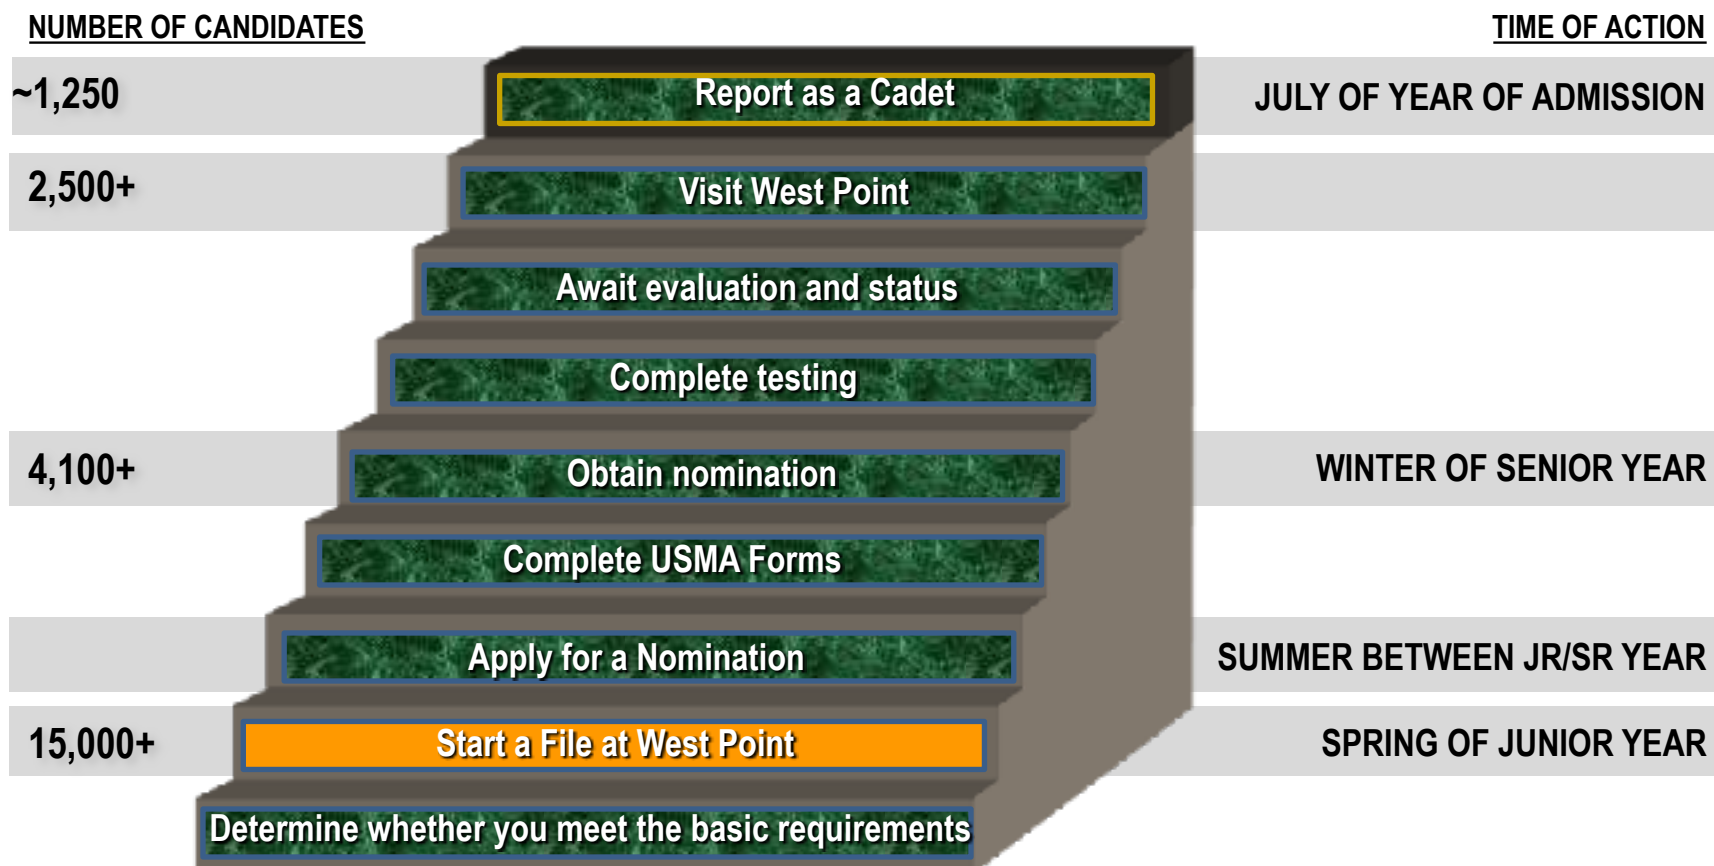 NUMBER OF CANDIDATES
TIME OF ACTION
~1,250
Report as a Cadet
JULY OF YEAR OF ADMISSION
2,500+
Visit West Point
Await evaluation and status
Complete testing
4,100+
Obtain nomination
WINTER OF SENIOR YEAR
Complete USMA Forms
Apply for a Nomination
SUMMER BETWEEN JR/SR YEAR
15,000+
Start a File at West Point
SPRING OF JUNIOR YEAR
Determine whether you meet the basic requirements